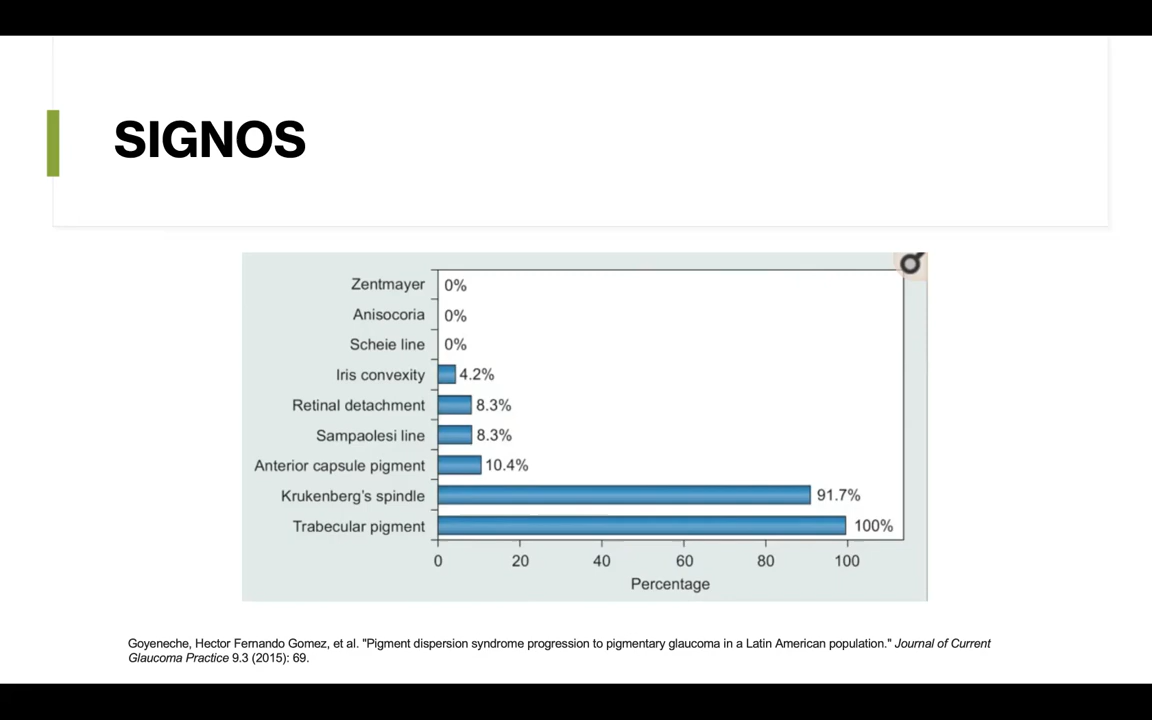 SIGNOS
Zentmayer 0%
Anisocoria 0%
Scheie line 0%
Iris convexity 4.2%
Retinal detachment 8.3%
Sampaolesi line 8.3%
Anterior capsule pigment 10.4%
Krukenberg's spindle 91.7%
Trabecular pigment 100%
0 20 40 60 80 100
Percentage
Goyeneche, Hector Fernando Gomez, et al. "Pigment dispersion syndrome progression to pigmentary glaucoma in a Latin American population." Journal of Current
Glaucoma Practice 9.3 (2015): 69.